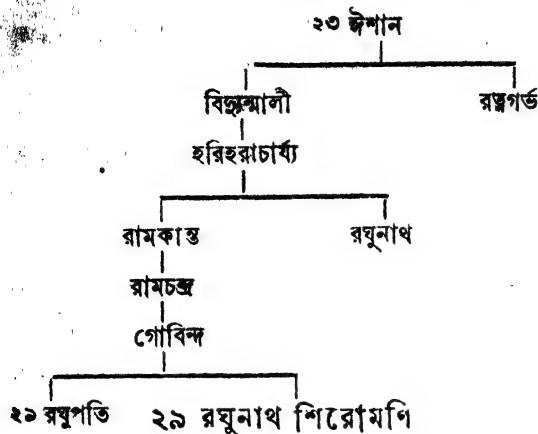 ২৩ ঈশান
বিদ্যুন্মালী রত্নগর্ভ
হরিহরাচার্য্য
রামকান্ত রঘুনাথ
রামচন্দ্র
গোবিন্দ
২৯ রঘুপতি ২৯ রঘুনাথ শিরোমণি